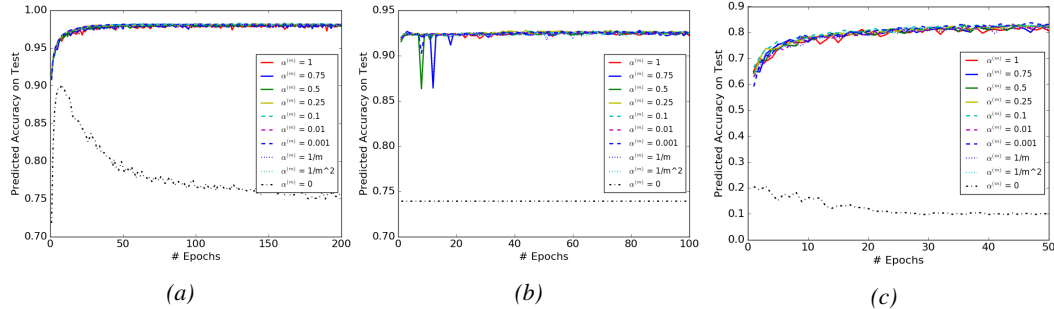 1.00
0.95
0.90
0.85
0.80
0.75
0.70
0
50
100
150
200
Predicted Accuracy on Test
# Epochs
α^(m) = 1
α^(m) = 0.75
α^(m) = 0.5
α^(m) = 0.25
α^(m) = 0.1
α^(m) = 0.01
α^(m) = 0.001
α^(m) = 1/m
α^(m) = 1/m^2
α^(m) = 0
(a)
1.00
0.95
0.90
0.85
0.80
0.75
0.70
0
20
40
60
80
100
Predicted Accuracy on Test
# Epochs
α^(m) = 1
α^(m) = 0.75
α^(m) = 0.5
α^(m) = 0.25
α^(m) = 0.1
α^(m) = 0.01
α^(m) = 0.001
α^(m) = 1/m
α^(m) = 1/m^2
α^(m) = 0
(b)
0.9
0.8
0.7
0.6
0.5
0.4
0.3
0.2
0.1
0.0
0
10
20
30
40
50
Predicted Accuracy on Test
# Epochs
α^(m) = 1
α^(m) = 0.75
α^(m) = 0.5
α^(m) = 0.25
α^(m) = 0.1
α^(m) = 0.01
α^(m) = 0.001
α^(m) = 1/m
α^(m) = 1/m^2
α^(m) = 0
(c)